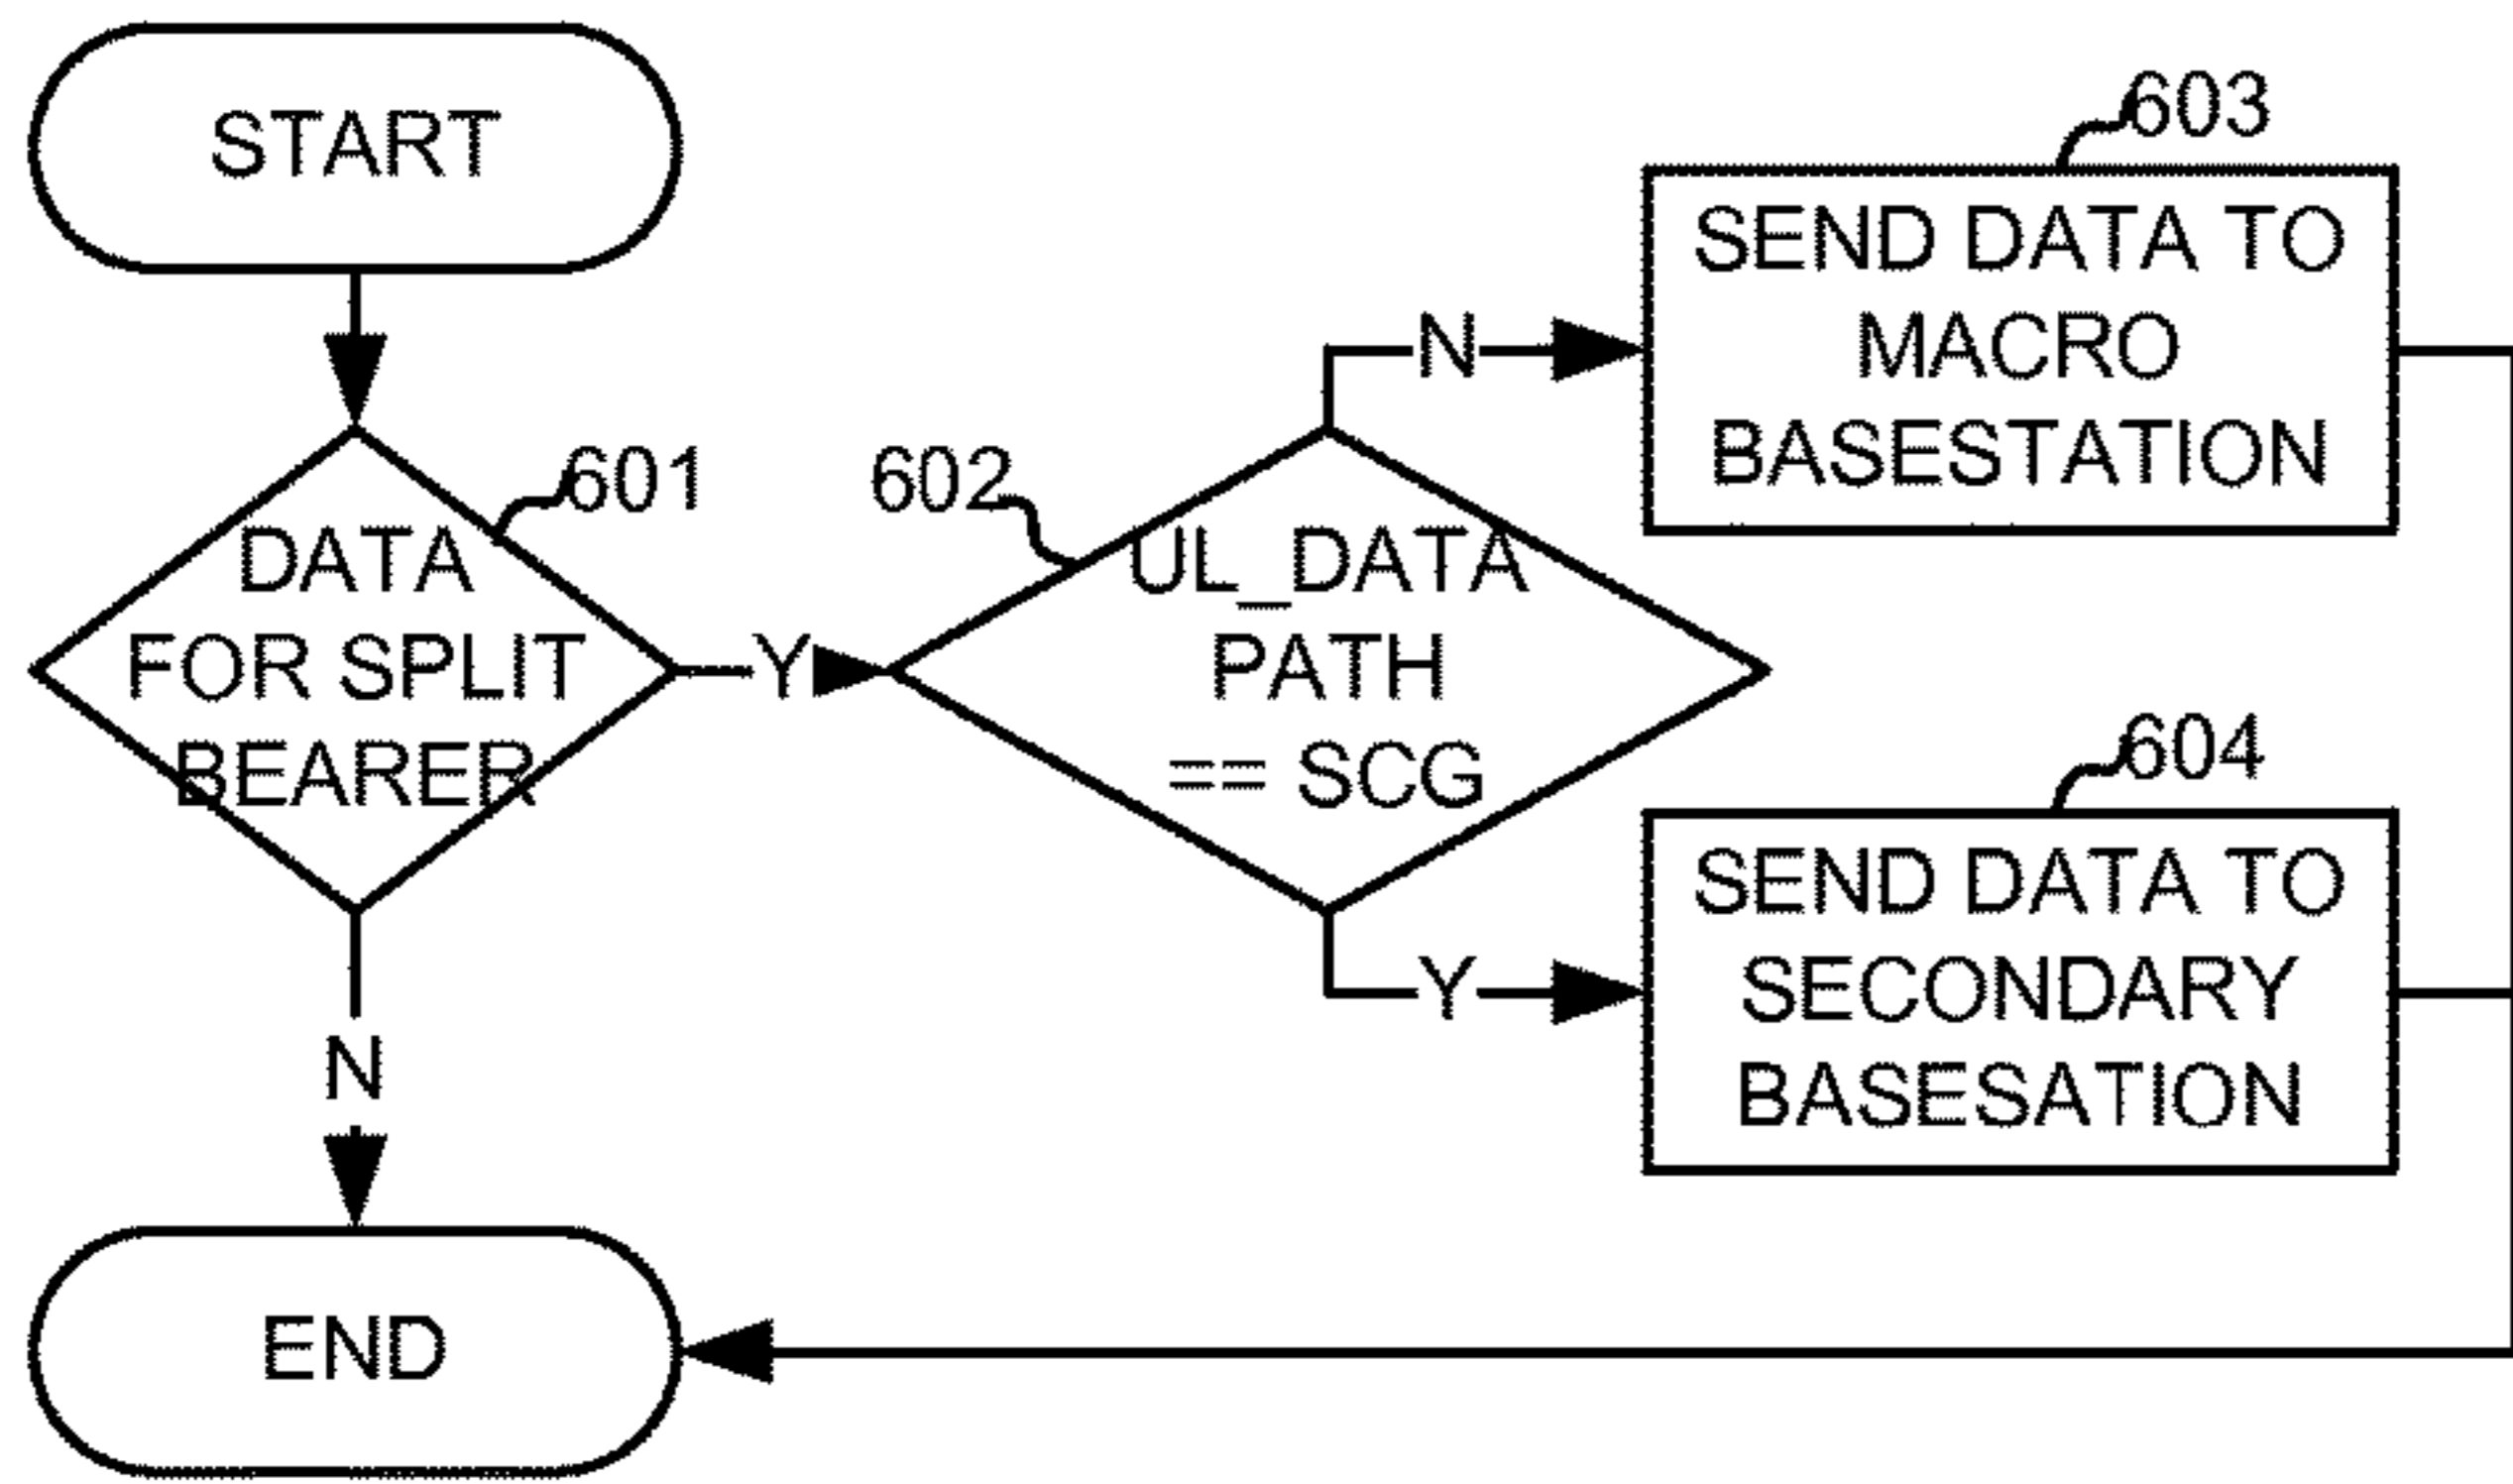 START
601
DATA
FOR SPLIT
BEARER
Y
N
END
602
UL_DATA
PATH
== SCG
N
603
SEND DATA TO
MACRO
BASESTATION
Y
604
SEND DATA TO
SECONDARY
BASESATION